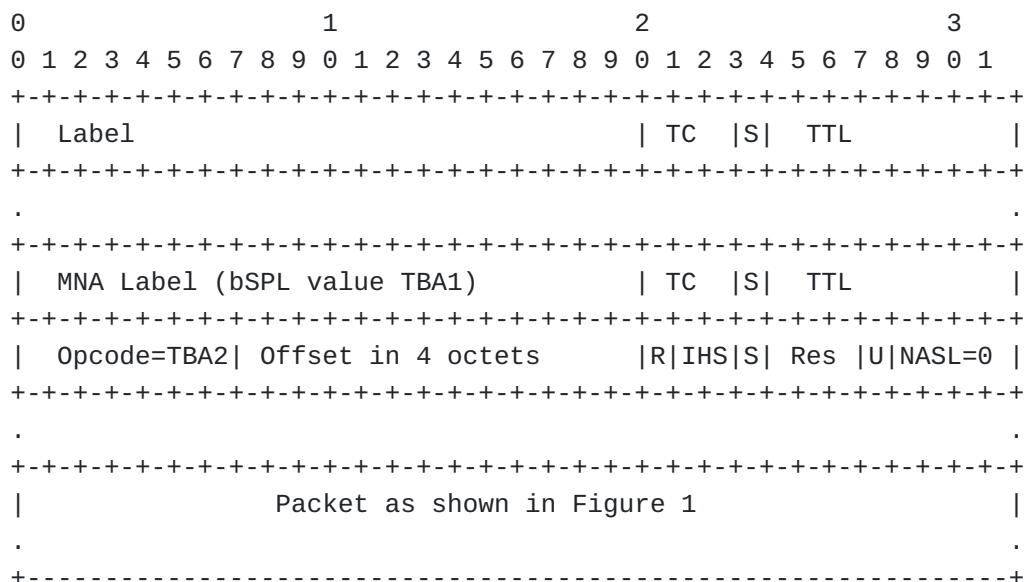 0                   1                   2                   3
0 1 2 3 4 5 6 7 8 9 0 1 2 3 4 5 6 7 8 9 0 1 2 3 4 5 6 7 8 9 0 1
+-+-+-+-+-+-+-+-+-+-+-+-+-+-+-+-+-+-+-+-+-+-+-+-+-+-+-+-+-+-+-+-+
|  Label                                | TC  |S|  TTL          |
+-+-+-+-+-+-+-+-+-+-+-+-+-+-+-+-+-+-+-+-+-+-+-+-+-+-+-+-+-+-+-+-+
.                                                               .
+-+-+-+-+-+-+-+-+-+-+-+-+-+-+-+-+-+-+-+-+-+-+-+-+-+-+-+-+-+-+-+-+
|  MNA Label (bSPL value TBA1)          | TC  |S|  TTL          |
+-+-+-+-+-+-+-+-+-+-+-+-+-+-+-+-+-+-+-+-+-+-+-+-+-+-+-+-+-+-+-+-+
|  Opcode=TBA2| Offset in 4 octets      |R|IHS|S| Res |U|NASL=0 |
+-+-+-+-+-+-+-+-+-+-+-+-+-+-+-+-+-+-+-+-+-+-+-+-+-+-+-+-+-+-+-+-+
.                                                               .
+-+-+-+-+-+-+-+-+-+-+-+-+-+-+-+-+-+-+-+-+-+-+-+-+-+-+-+-+-+-+-+-+
|                Packet as shown in Figure 1                    |
.                                                               .
+---------------------------------------------------------------+